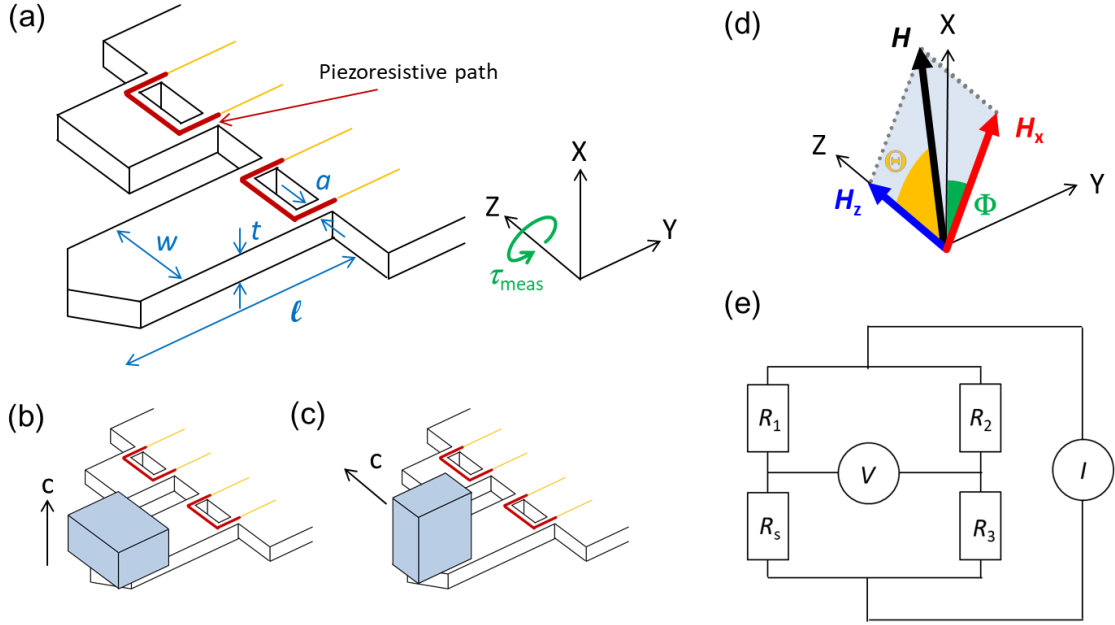 (a)
Piezoresistive path
a
w
t
ℓ
X
Z
Y
τmeas
(b)
c
(c)
c
(d)
H
X
Hx
Z
Θ
Hz
Φ
Y
(e)
R1
R2
V
I
Rs
R3